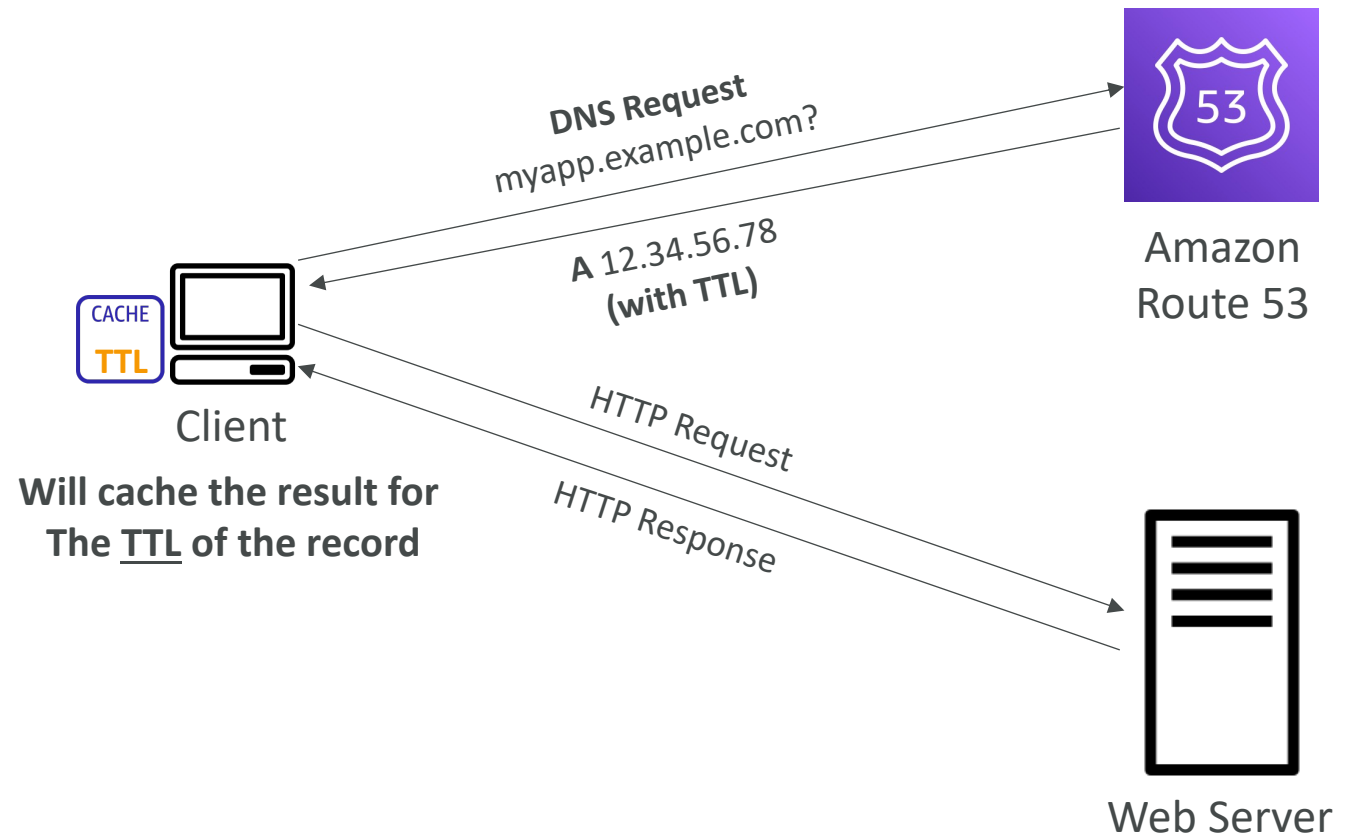 DNS Request
myapp.example.com?
53
Amazon
Route 53
A 12.34.56.78
(with TTL)
CACHE
TTL
Client
Will cache the result for
The TTL of the record
HTTP Request
HTTP Response
Web Server